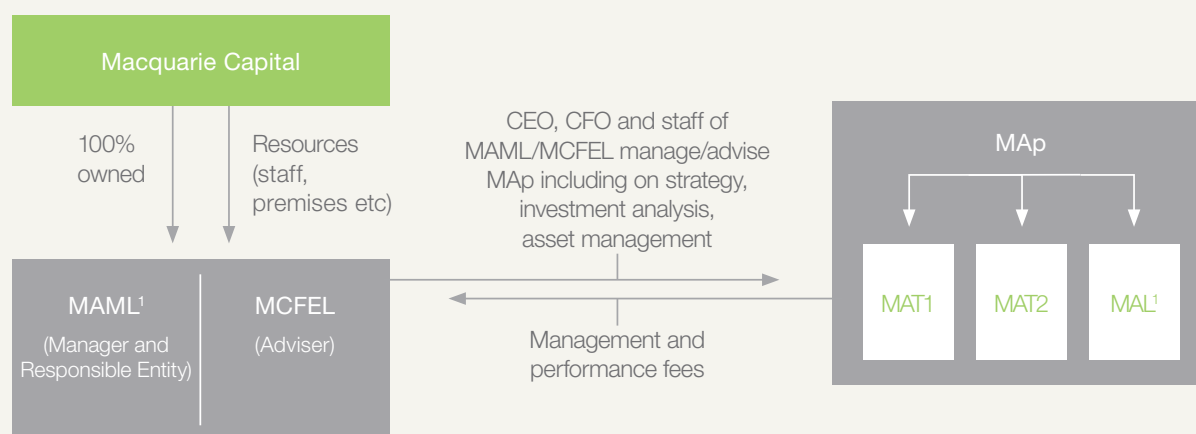 Macquarie Capital
100%
owned
Resources
(staff,
premises etc)
CEO, CFO and staff of
MAML/MCFEL manage/advise
MAp including on strategy,
investment analysis,
asset management
MAp
MAML¹
(Manager and
Responsible Entity)
MCFEL
(Adviser)
Management and
performance fees
MAT1
MAT2
MAL¹